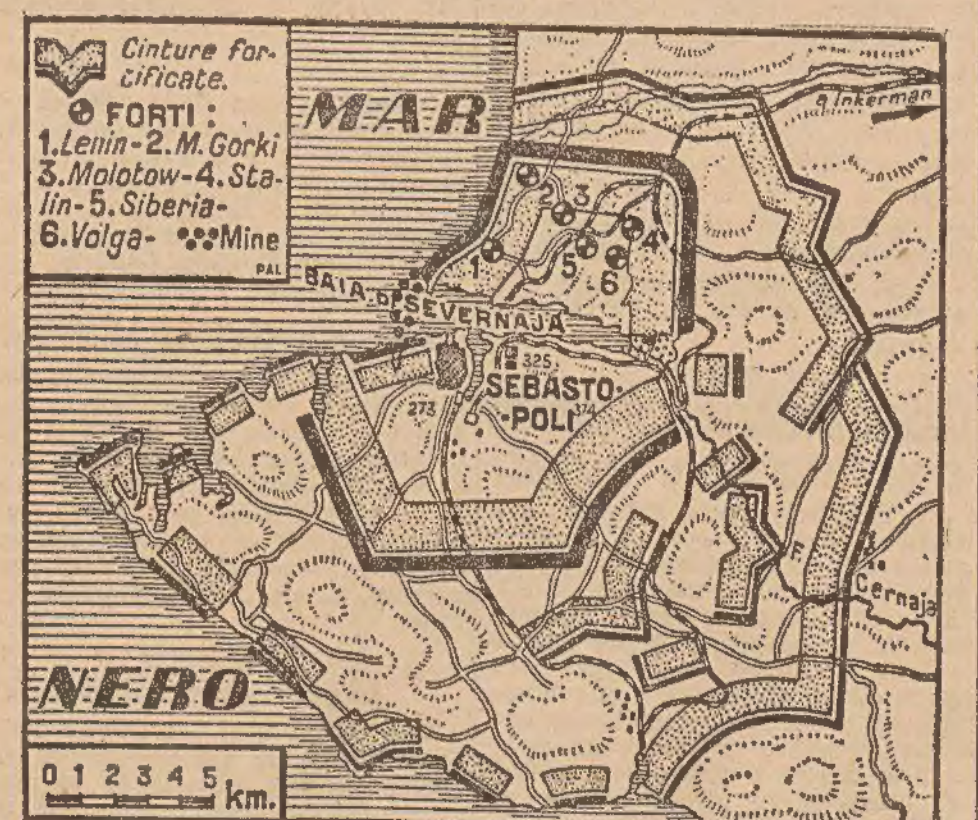 Cinture for-
tificate.
FORTI :
1.Lenin-2.M. Gorki
3.Molotow-4.Sta-
lin-5.Siberia-
6.Volga- Mine
PAL
MAR
a Inkerman
2
3
4
1
5
6
BAIA DI SEVERNAJA
325
SEBASTO-
POLI
374
273
F.
Cernaja
NERO
0 1 2 3 4 5 km.